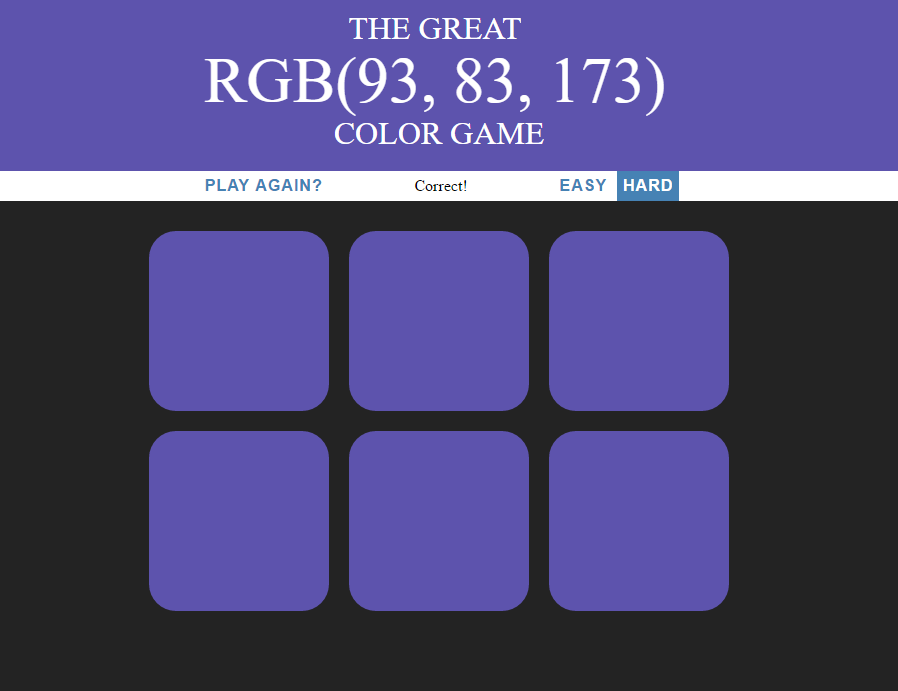 THE GREAT
RGB(93, 83, 173)
COLOR GAME
PLAY AGAIN? Correct! EASY HARD